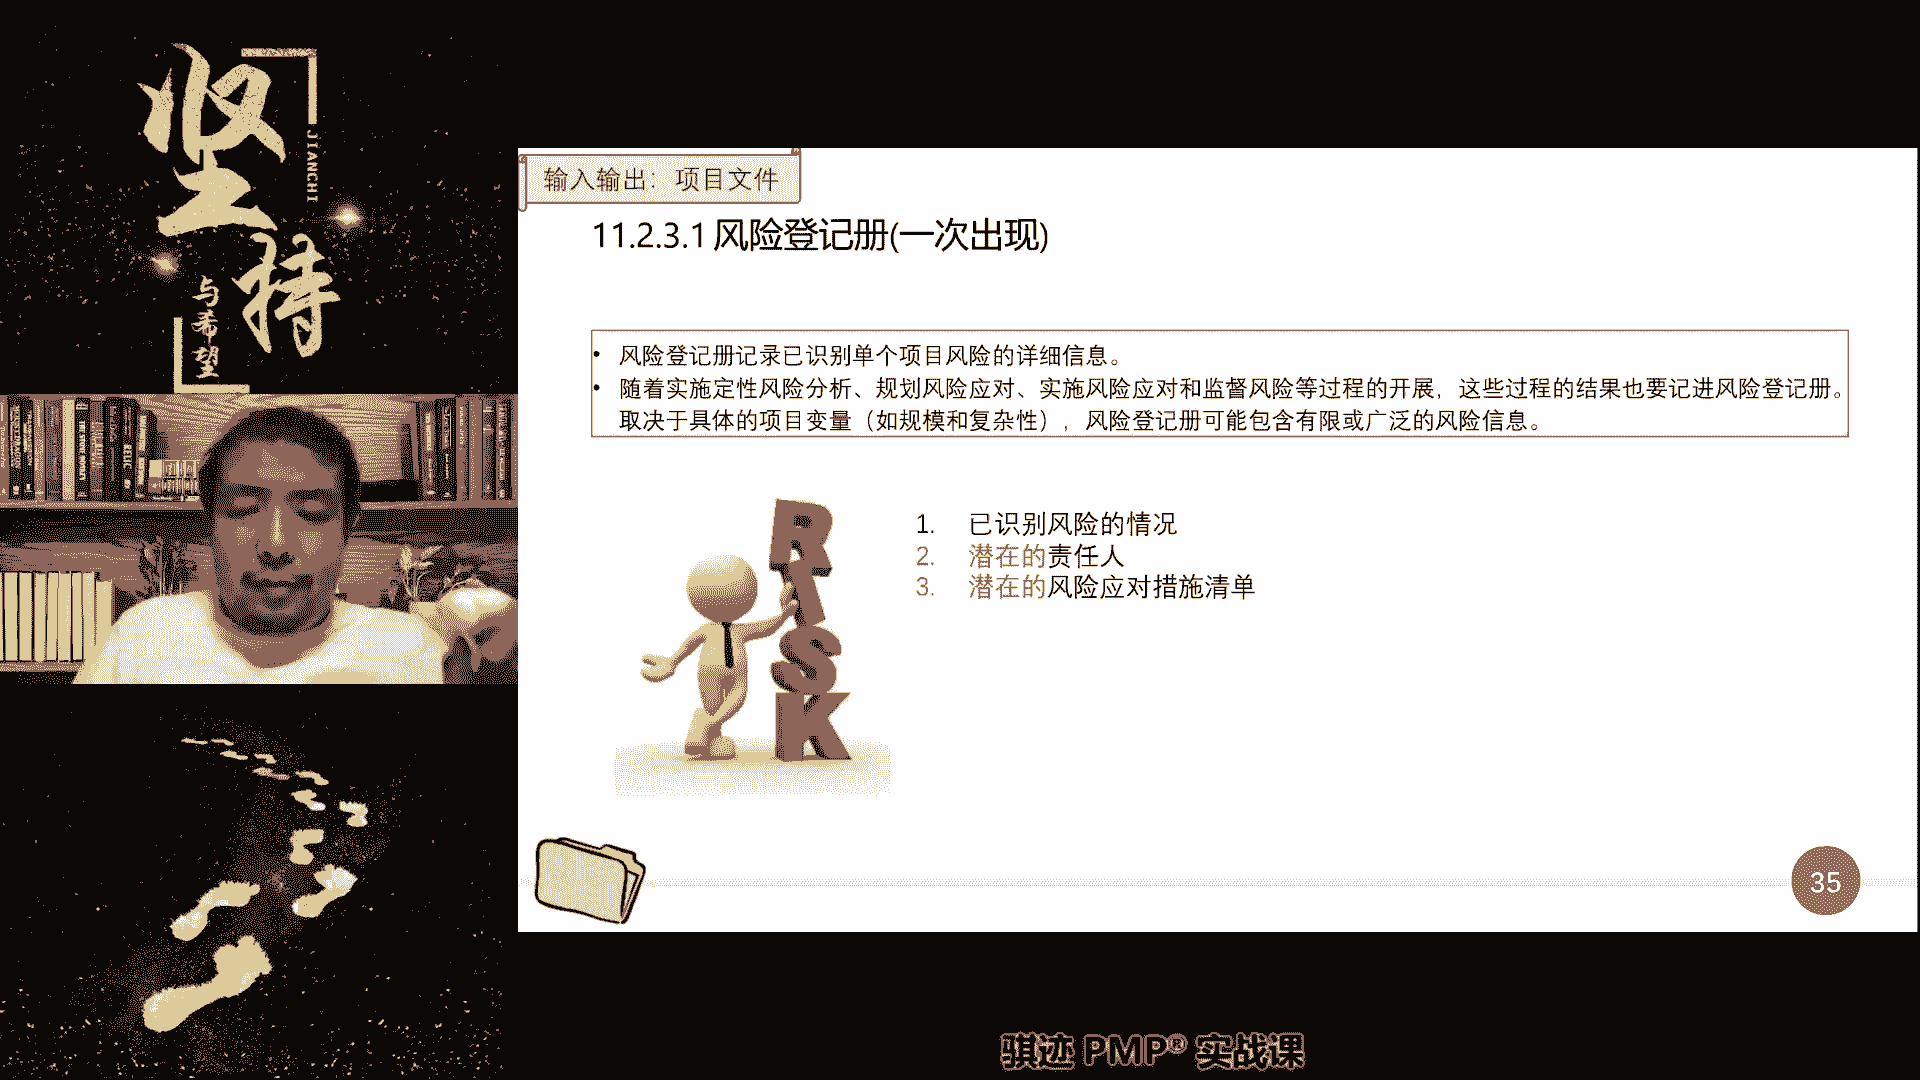 坚持
JIANCHI
与希望
输入输出：项目文件
11.2.3.1 风险登记册(一次出现)
• 风险登记册记录已识别单个项目风险的详细信息。
• 随着实施定性风险分析、规划风险应对、实施风险应对和监督风险等过程的开展，这些过程的结果也要记进风险登记册。
取决于具体的项目变量（如规模和复杂性），风险登记册可能包含有限或广泛的风险信息。
RISK
1. 已识别风险的情况
2. 潜在的责任人
3. 潜在的风险应对措施清单
35
骐迹 PMP® 实战课